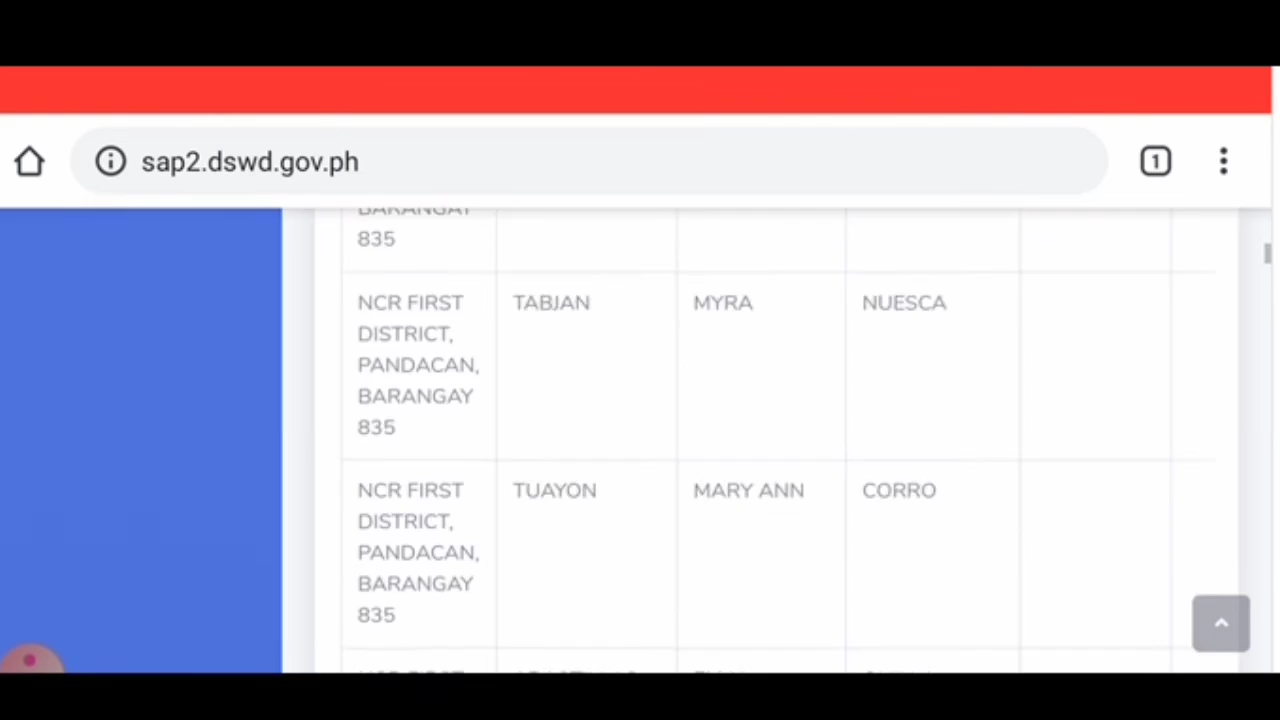 sap2.dswd.gov.ph
1
BARANGAY
835
NCR FIRST TABJAN MYRA NUESCA
DISTRICT,
PANDACAN,
BARANGAY
835
NCR FIRST TUAYON MARY ANN CORRO
DISTRICT,
PANDACAN,
BARANGAY
835